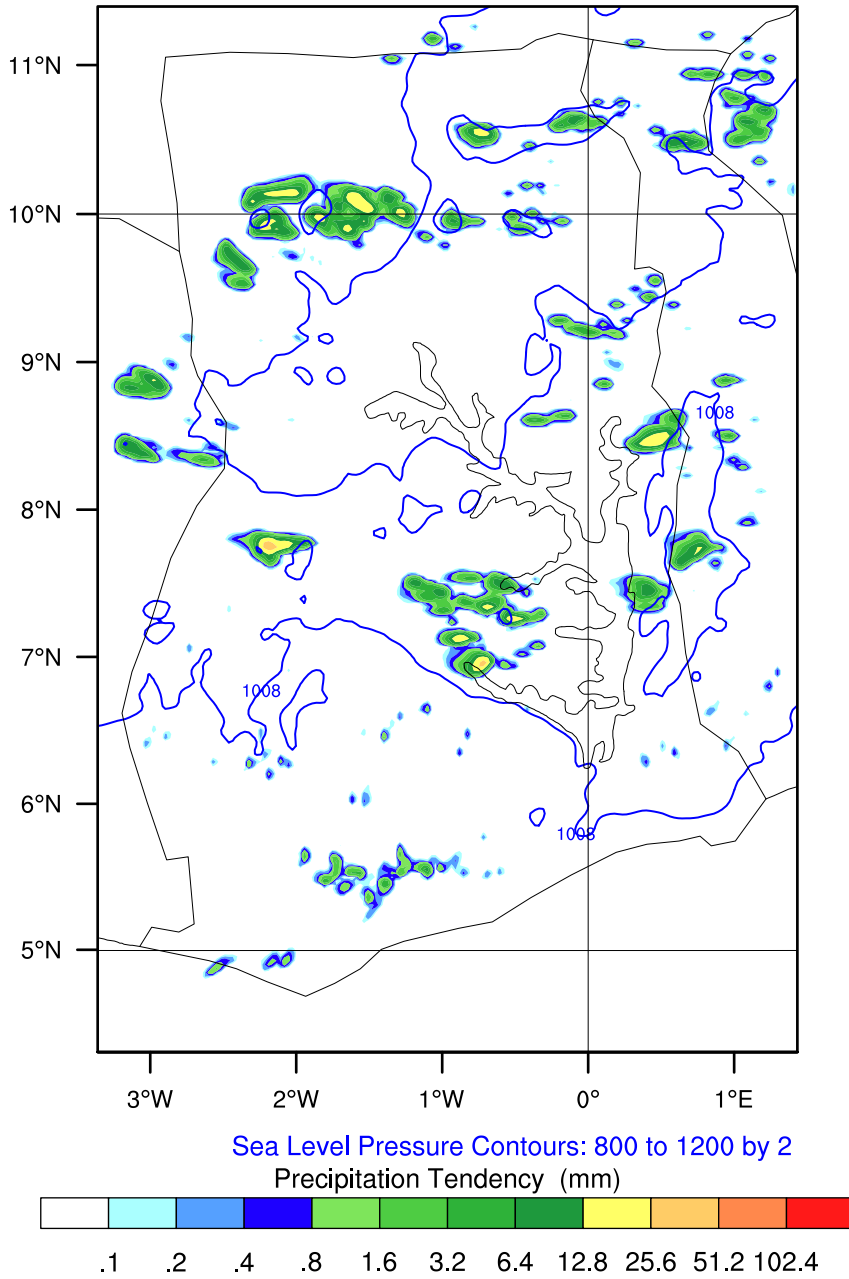 11°N
10°N
9°N
8°N
7°N
6°N
5°N
1008
1008
1008
3°W 2°W 1°W 0° 1°E
Sea Level Pressure Contours: 800 to 1200 by 2
Precipitation Tendency (mm)
.1 .2 .4 .8 1.6 3.2 6.4 12.8 25.6 51.2 102.4